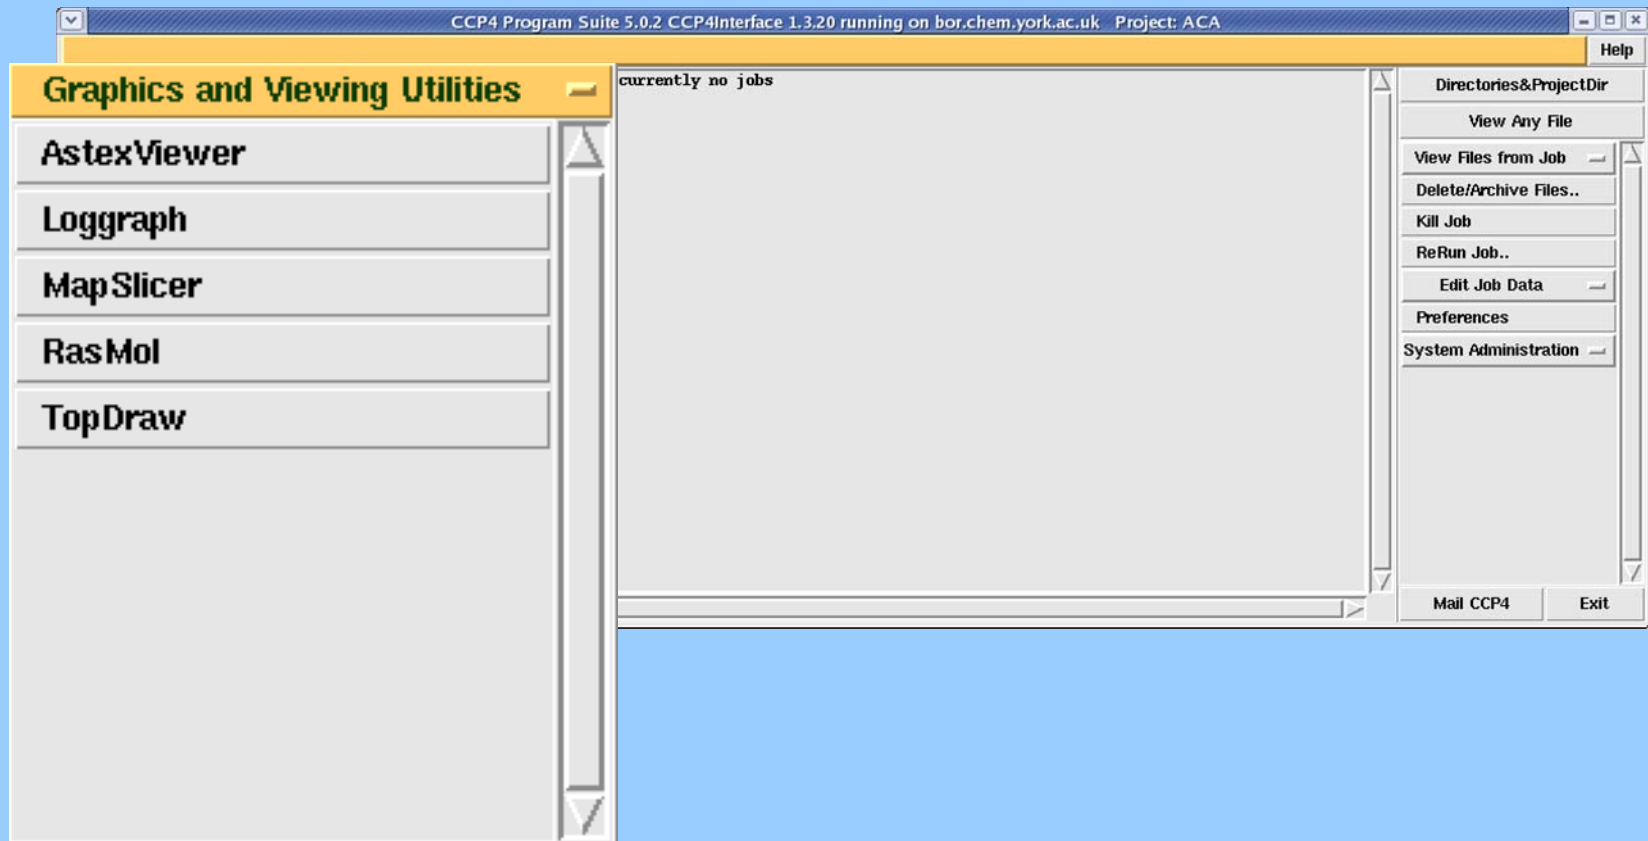 CCP4 Program Suite 5.0.2 CCP4Interface 1.3.20 running on bor.chem.york.ac.uk Project: ACA
Help
Graphics and Viewing Utilities
AstexViewer
Loggraph
MapSlicer
RasMol
TopDraw
currently no jobs
Directories&ProjectDir
View Any File
View Files from Job
Delete/Archive Files..
Kill Job
ReRun Job..
Edit Job Data
Preferences
System Administration
Mail CCP4
Exit